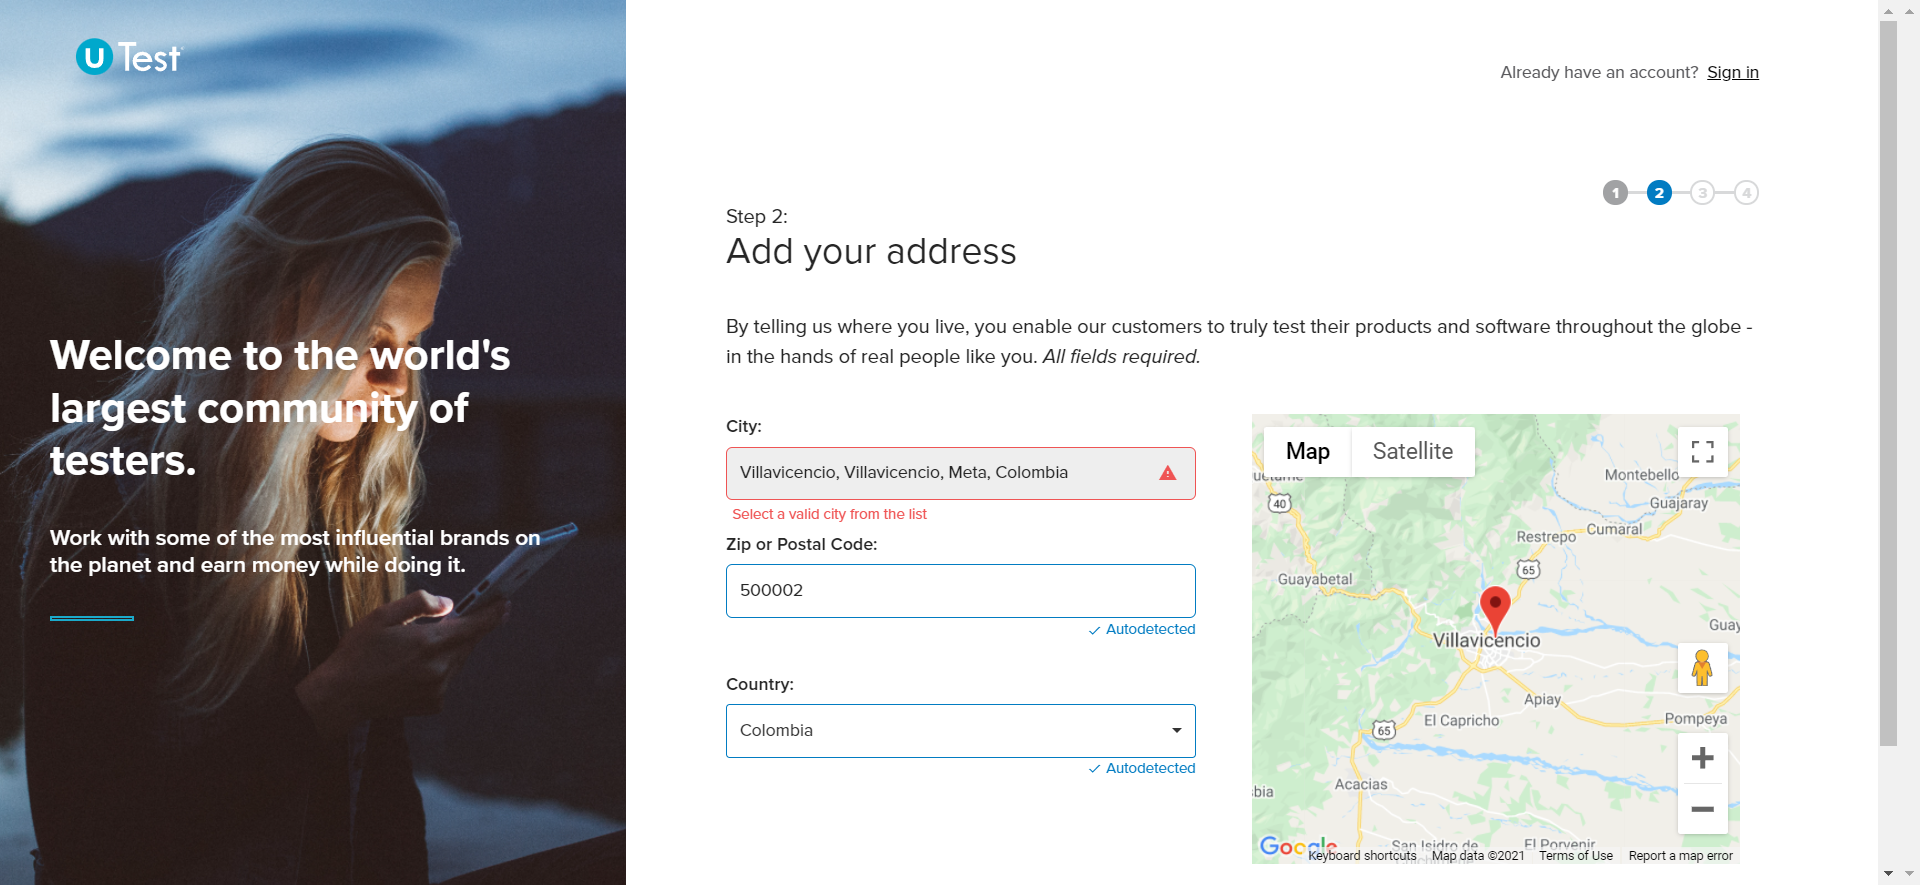 U Test
Already have an account? Sign in
1 2 3 4
Step 2:
Add your address
By telling us where you live, you enable our customers to truly test their products and software throughout the globe -
in the hands of real people like you. All fields required.
Welcome to the world's
largest community of
testers.
Work with some of the most influential brands on
the planet and earn money while doing it.
City:
Villavicencio, Villavicencio, Meta, Colombia
Select a valid city from the list
Zip or Postal Code:
500002
Autodetected
Country:
Colombia
Autodetected
Map Satellite
Montebello
40
Guajaray
Cumaral
Restrepo
65
Guayabetal
Guay
Villavicencio
Apiay
Pompeya
El Capricho
65
Acacias
bia
San Isidro de
El Porvenir
Google
Keyboard shortcuts Map data ©2021 Terms of Use Report a map error